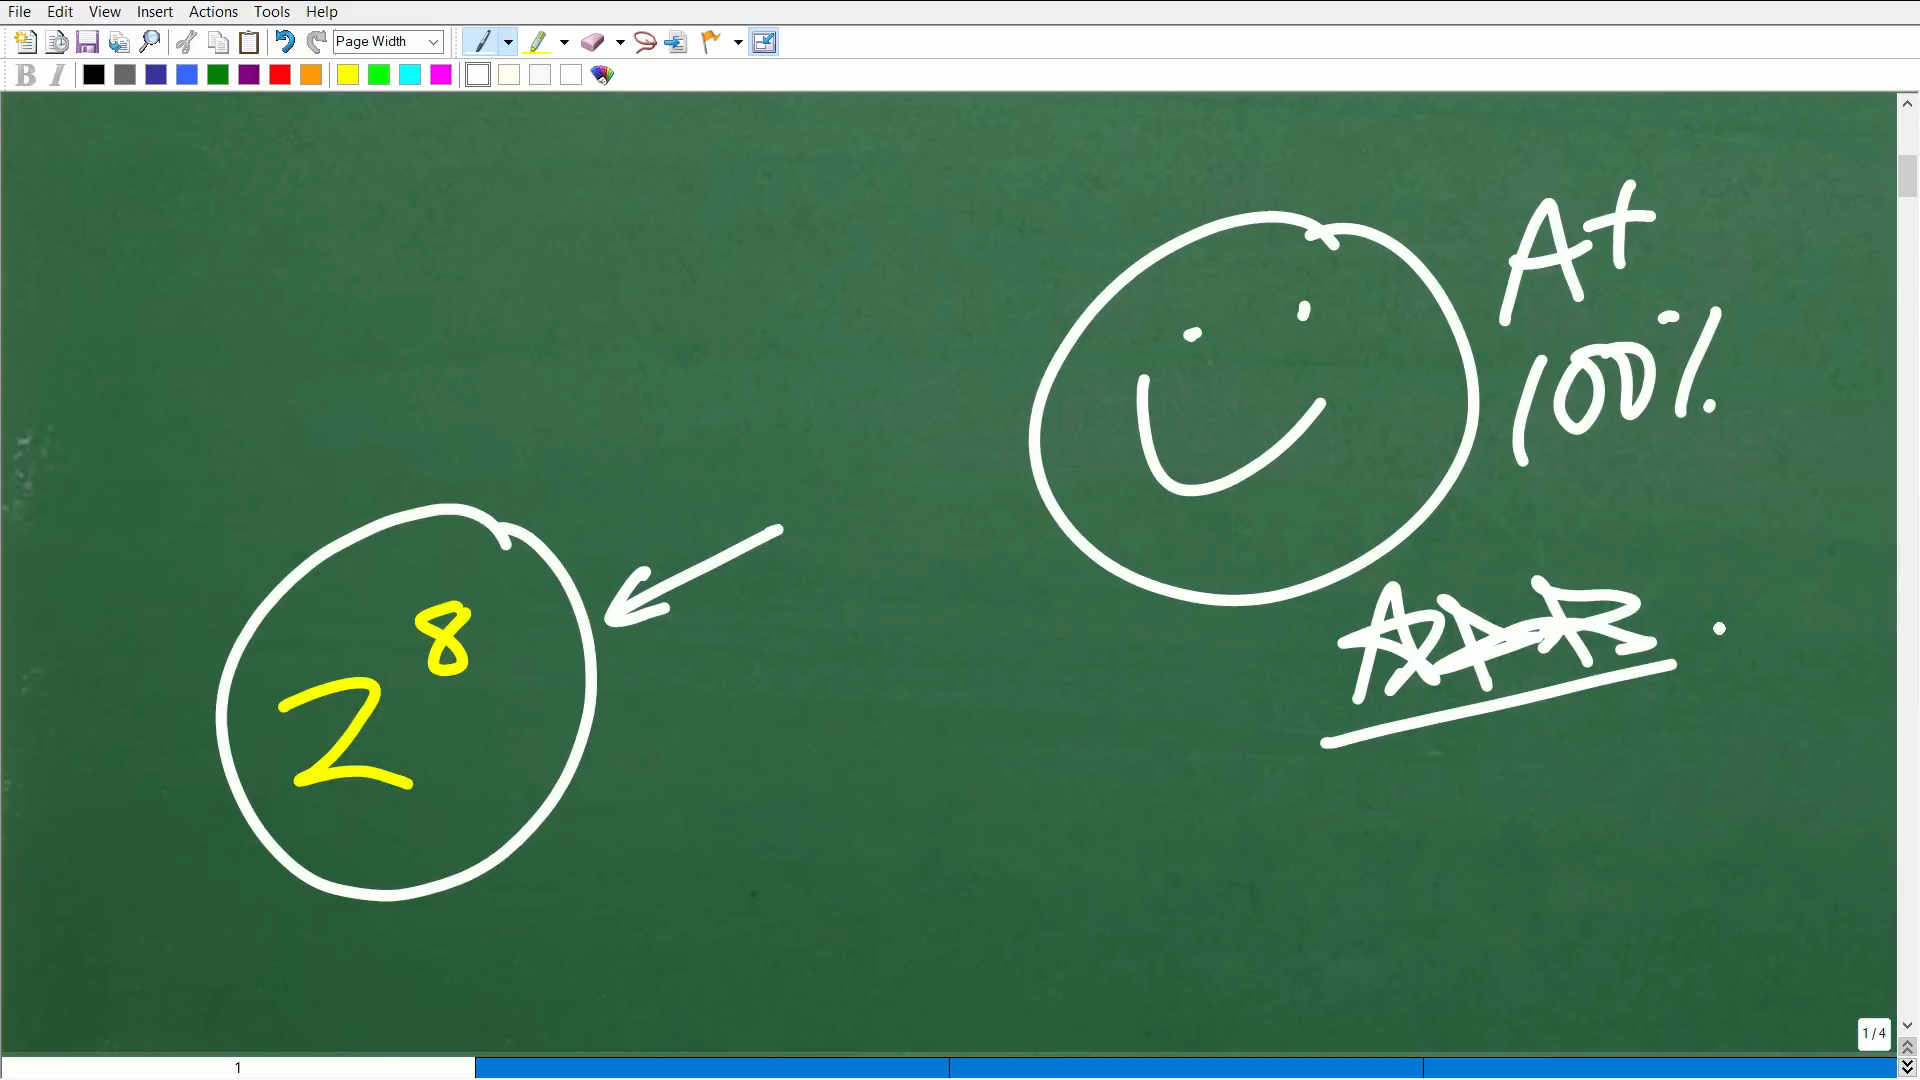 File Edit View Insert Actions Tools Help
Page Width
B I
A+
100%
2⁸
1 / 4
1